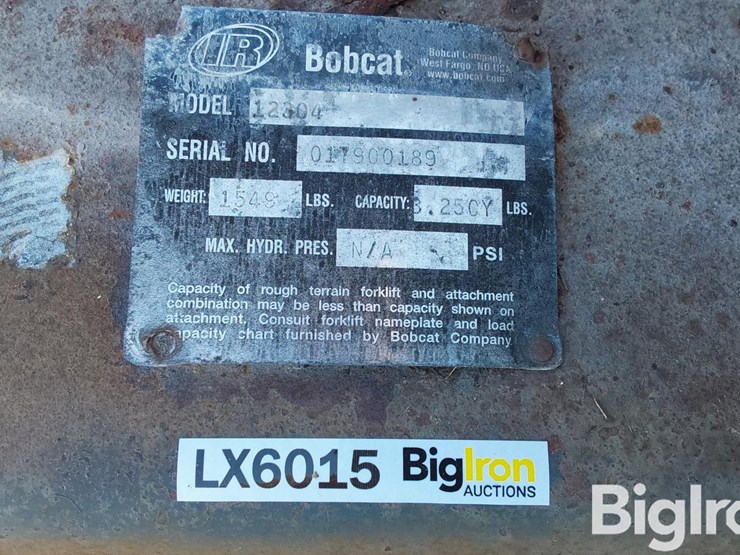 IR Bobcat
Bobcat Company
West Fargo, ND USA
www.bobcat.com
MODEL 12304
SERIAL NO. 017900189
WEIGHT: 1549 LBS. CAPACITY: 3.25CY LBS.
MAX. HYDR. PRES. N/A PSI
Capacity of rough terrain forklift and attachment
combination may be less than capacity shown on
attachment. Consult forklift nameplate and load
capacity chart furnished by Bobcat Company
LX6015 BigIron
AUCTIONS
BigIron